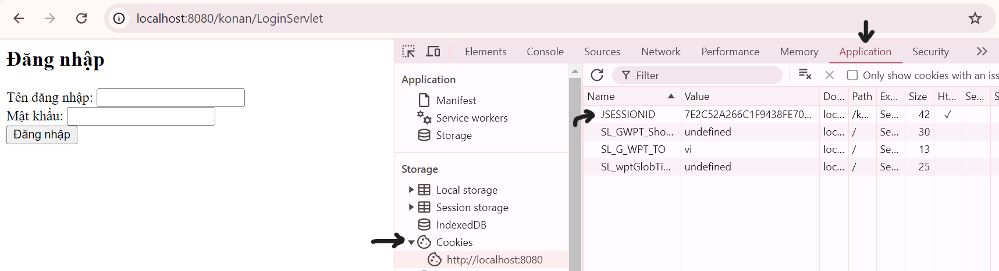 localhost:8080/konan/LoginServlet
Đăng nhập
Tên đăng nhập:
Mật khẩu:
Đăng nhập
Elements Console Sources Network Performance Memory Application Security
Application
Manifest
Service workers
Storage
Storage
Local storage
Session storage
IndexedDB
Cookies
http://localhost:8080
Filter Only show cookies with an iss
Name Value Do... Path Ex... Size Ht... Se... S
JSESSIONID 7E2C52A266C1F9438FE70... loc... /k... Se... 42 ✓
SL_GWPT_Sho... undefined loc... / Se... 30
SL_G_WPT_TO vi loc... / Se... 13
SL_wptGlobTi... undefined loc... / Se... 25